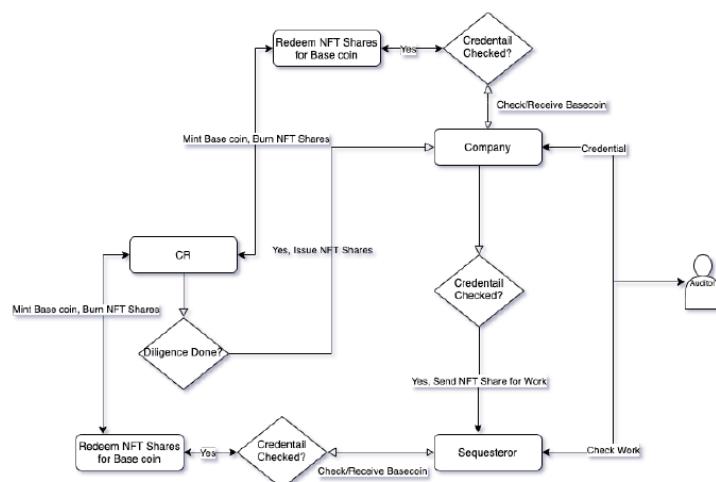 Redeem NFT Shares
for Base coin
Yes
Credentail
Checked?
Check/Receive Basecoin
Mint Base coin, Burn NFT Shares
Company
Credential
CR
Yes, Issue NFT Shares
Credentail
Checked?
Auditor
Mint Base coin, Burn NFT Shares
Diligence Done?
Yes, Send NFT Share for Work
Redeem NFT Shares
for Base coin
Yes
Credentail
Checked?
Check/Receive Basecoin
Sequesteror
Check Work